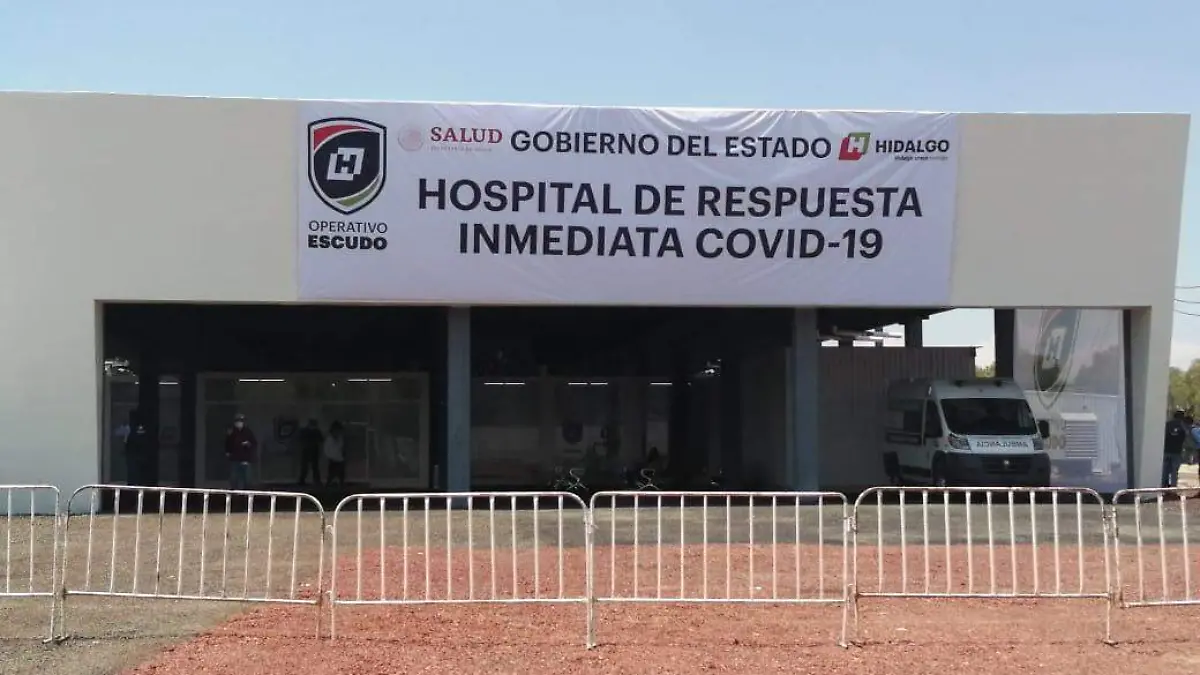 H
OPERATIVO
ESCUDO
SALUD
GOBIERNO DEL ESTADO
H HIDALGO
HOSPITAL DE RESPUESTA
INMEDIATA COVID-19
AMBULANCIA